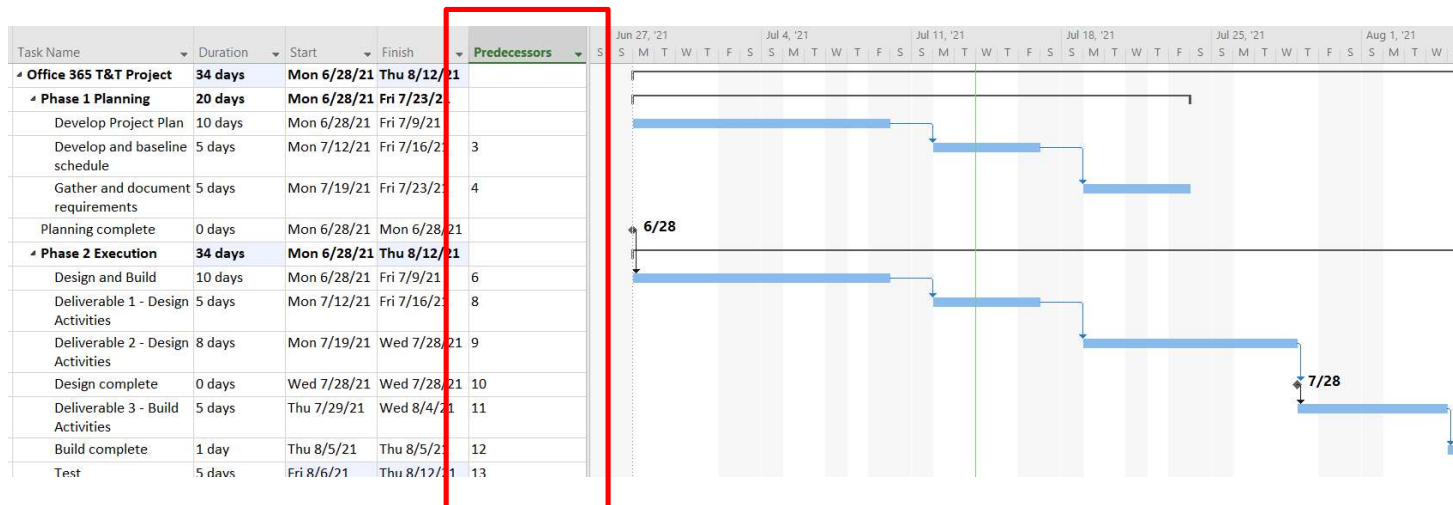 Jun 27, '21 Jul 4, '21 Jul 11, '21 Jul 18, '21 Jul 25, '21 Aug 1, '21
Task Name Duration Start Finish Predecessors S S M T W T F S S M T W T F S S M T W T F S S M T W T F S S M T W T F S S M T W
Office 365 T&T Project 34 days Mon 6/28/21 Thu 8/12/21
Phase 1 Planning 20 days Mon 6/28/21 Fri 7/23/21
Develop Project Plan 10 days Mon 6/28/21 Fri 7/9/21
Develop and baseline 5 days Mon 7/12/21 Fri 7/16/21 3
schedule
Gather and document 5 days Mon 7/19/21 Fri 7/23/21 4
requirements
Planning complete 0 days Mon 6/28/21 Mon 6/28/21 6/28
Phase 2 Execution 34 days Mon 6/28/21 Thu 8/12/21
Design and Build 10 days Mon 6/28/21 Fri 7/9/21 6
Deliverable 1 - Design 5 days Mon 7/12/21 Fri 7/16/21 8
Activities
Deliverable 2 - Design 8 days Mon 7/19/21 Wed 7/28/21 9
Activities
Design complete 0 days Wed 7/28/21 Wed 7/28/21 10 7/28
Deliverable 3 - Build 5 days Thu 7/29/21 Wed 8/4/21 11
Activities
Build complete 1 day Thu 8/5/21 Thu 8/5/21 12
Test 5 days Fri 8/6/21 Thu 8/12/21 13